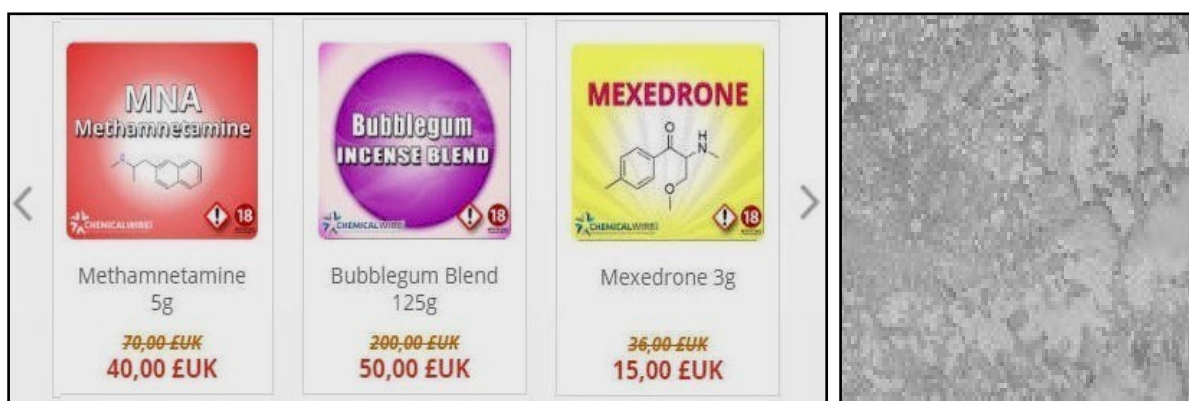 MNA
Methamnetamine
CHEMICALWIRE
18
Methamnetamine
5g
70,00 £UK
40,00 £UK
Bubblegum
INCENSE BLEND
CHEMICALWIRE
18
Bubblegum Blend
125g
200,00 £UK
50,00 £UK
MEXEDRONE
O
H
N
O
CHEMICALWIRE
18
Mexedrone 3g
36,00 £UK
15,00 £UK